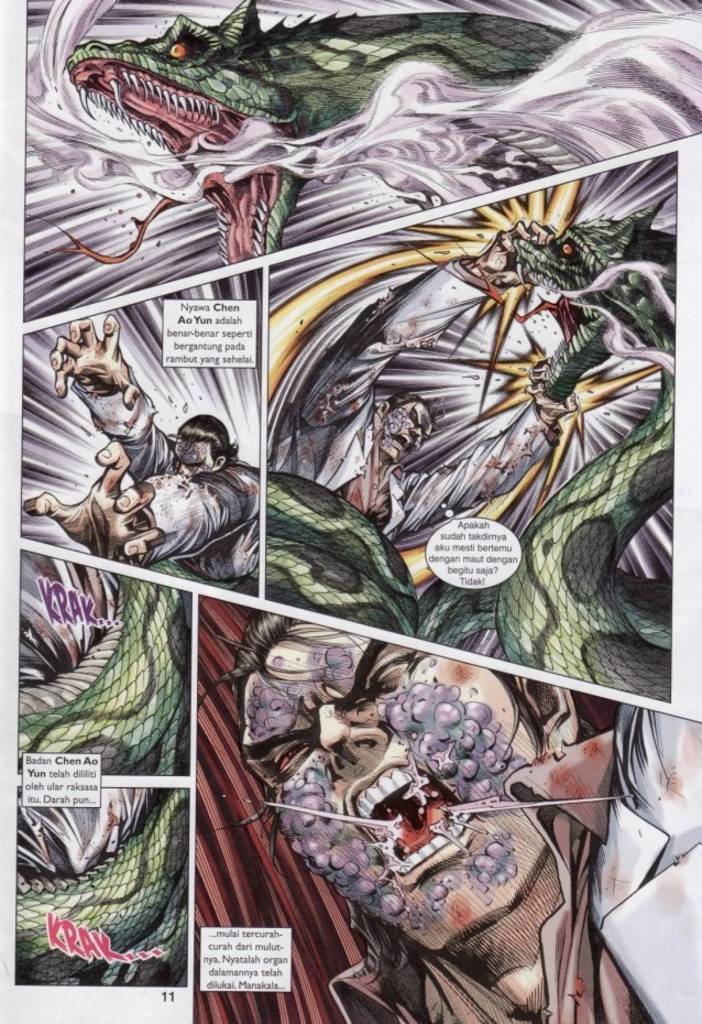 Nyawa Chen
Ao Yun adalah
benar-benar seperti
bergantung pada
rambut yang sehelai.
Apakah
sudah takdirnya
aku mesti bertemu
dengan maut dengan
begitu saja?
Tidak!
KRAK...
Badan Chen Ao
Yun telah dililiti
oleh ular raksasa
itu. Darah pun...
KRAK...
...mulai tercurah-
curah dari mulut-
nya. Nyatalah organ
dalamannya telah
dilukai. Manakala...
11